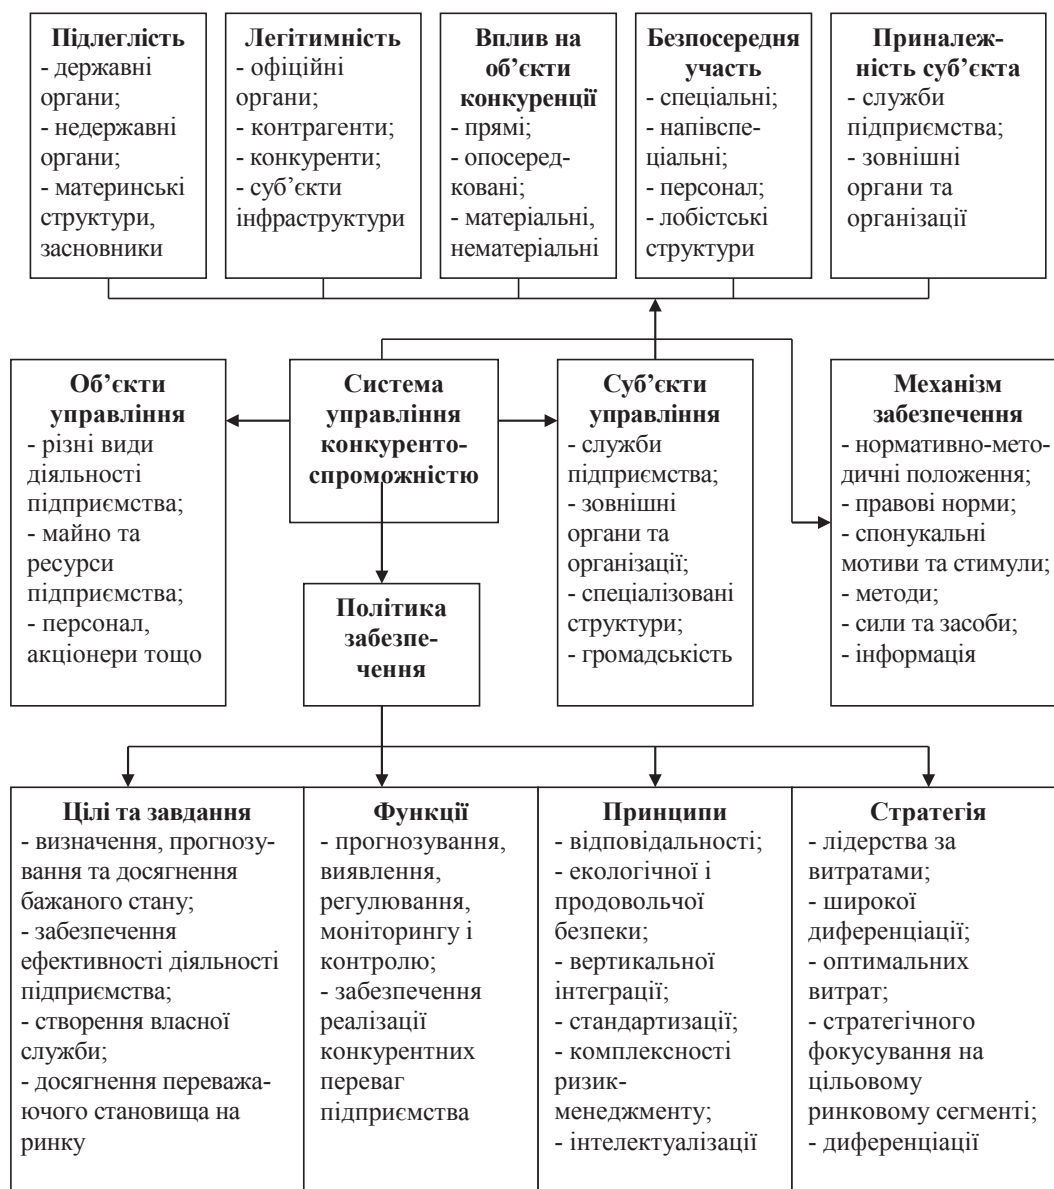 Підлеглість
- державні
органи;
- недержавні
органи;
- материнські
структури,
засновники
Легітимність
- офіційні
органи;
- контрагенти;
- конкуренти;
- суб’єкти
інфраструктури
Вплив на
об’єкти
конкуренції
- прямі;
- опосеред-
ковані;
- матеріальні,
нематеріальні
Безпосередня
участь
- спеціальні;
- напівспе-
ціальні;
- персонал;
- лобістські
структури
Приналеж-
ність суб’єкта
- служби
підприємства;
- зовнішні
органи та
організації
Об’єкти
управління
- різні види
діяльності
підприємства;
- майно та
ресурси
підприємства;
- персонал,
акціонери тощо
Система
управління
конкуренто-
спроможністю
Суб’єкти
управління
- служби
підприємства;
- зовнішні
органи та
організації;
- спеціалізовані
структури;
- громадськість
Механізм
забезпечення
- нормативно-мето-
дичні положення;
- правові норми;
- спонукальні
мотиви та стимули;
- методи;
- сили та засоби;
- інформація
Політика
забезпе-
чення
Цілі та завдання
- визначення, прогнозу-
вання та досягнення
бажаного стану;
- забезпечення
ефективності діяльності
підприємства;
- створення власної
служби;
- досягнення переважа-
ючого становища на
ринку
Функції
- прогнозування,
виявлення,
регулювання,
моніторингу і
контролю;
- забезпечення
реалізації
конкурентних
переваг
підприємства
Принципи
- відповідальності;
- екологічної і
продовольчої
безпеки;
- вертикальної
інтеграції;
- стандартизації;
- комплексності
ризик-
менеджменту;
- інтелектуалізації
Стратегія
- лідерства за
витратами;
- широкої
диференціації;
- оптимальних
витрат;
- стратегічного
фокусування на
цільовому
ринковому сегменті;
- диференціації